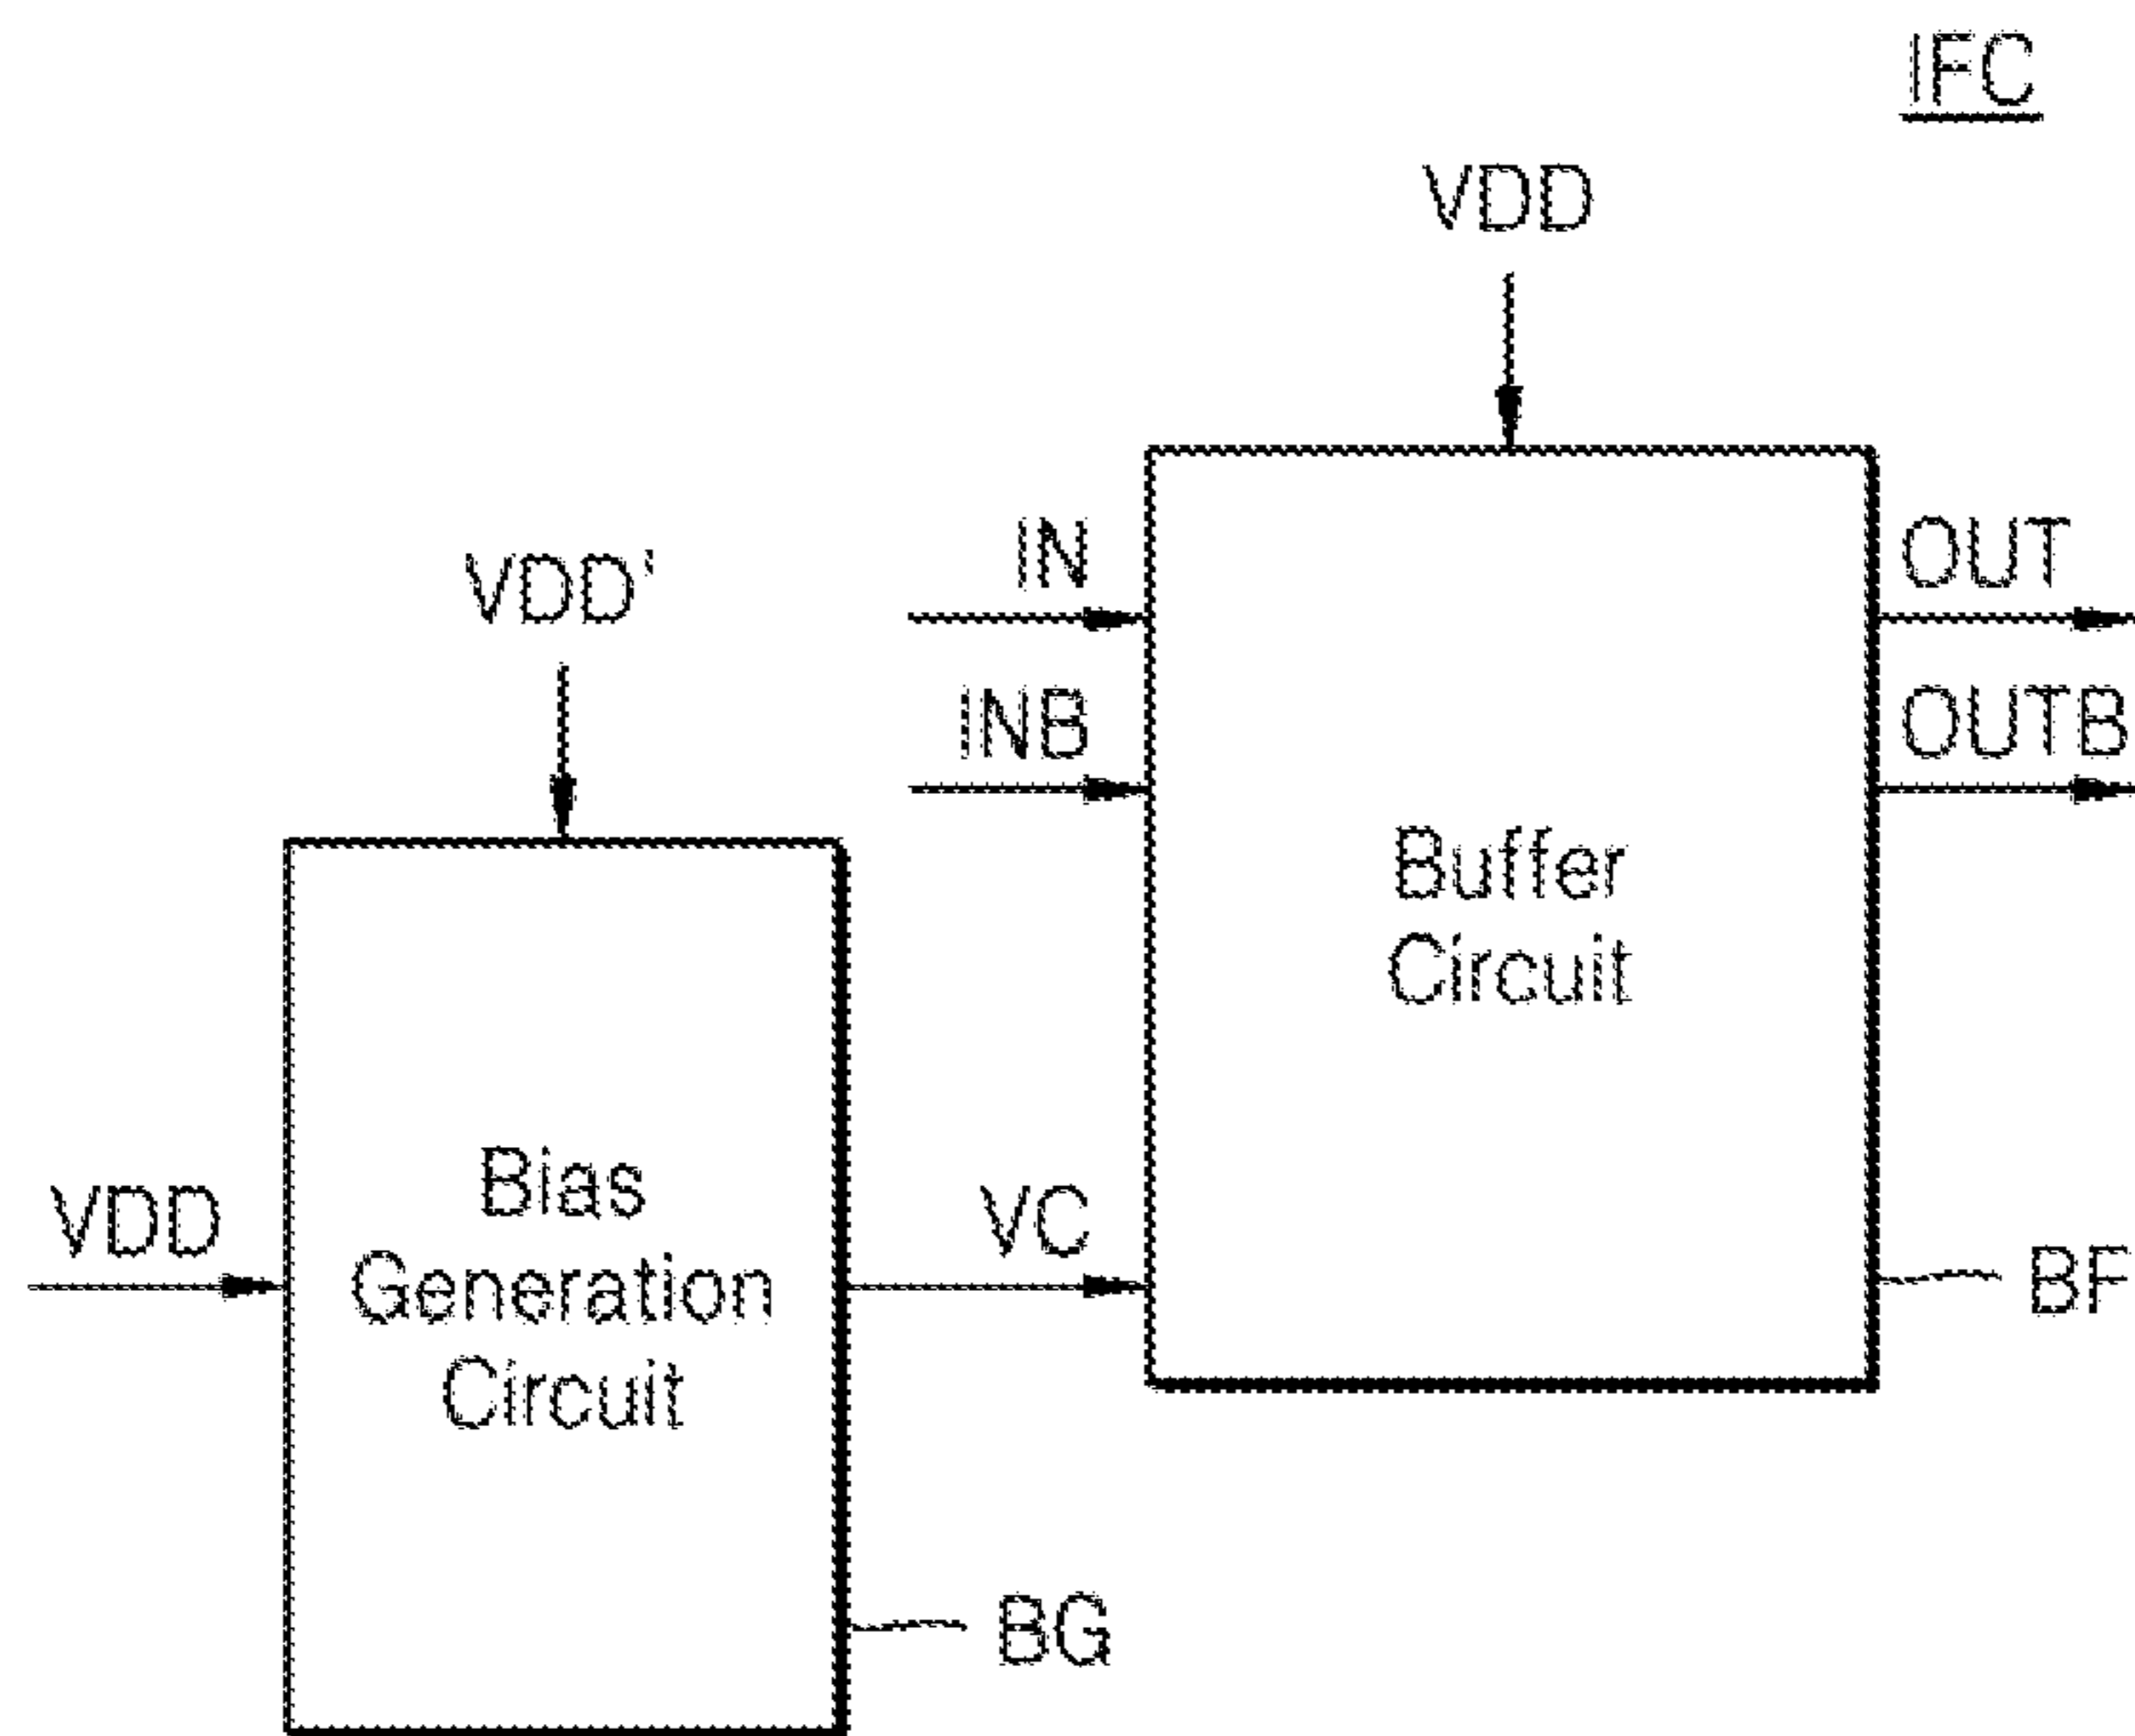 IFC
VDD
IN
OUT
VDD'
INB
OUTB
Buffer
Circuit
Bias
Generation
Circuit
VDD
VC
BF
BG